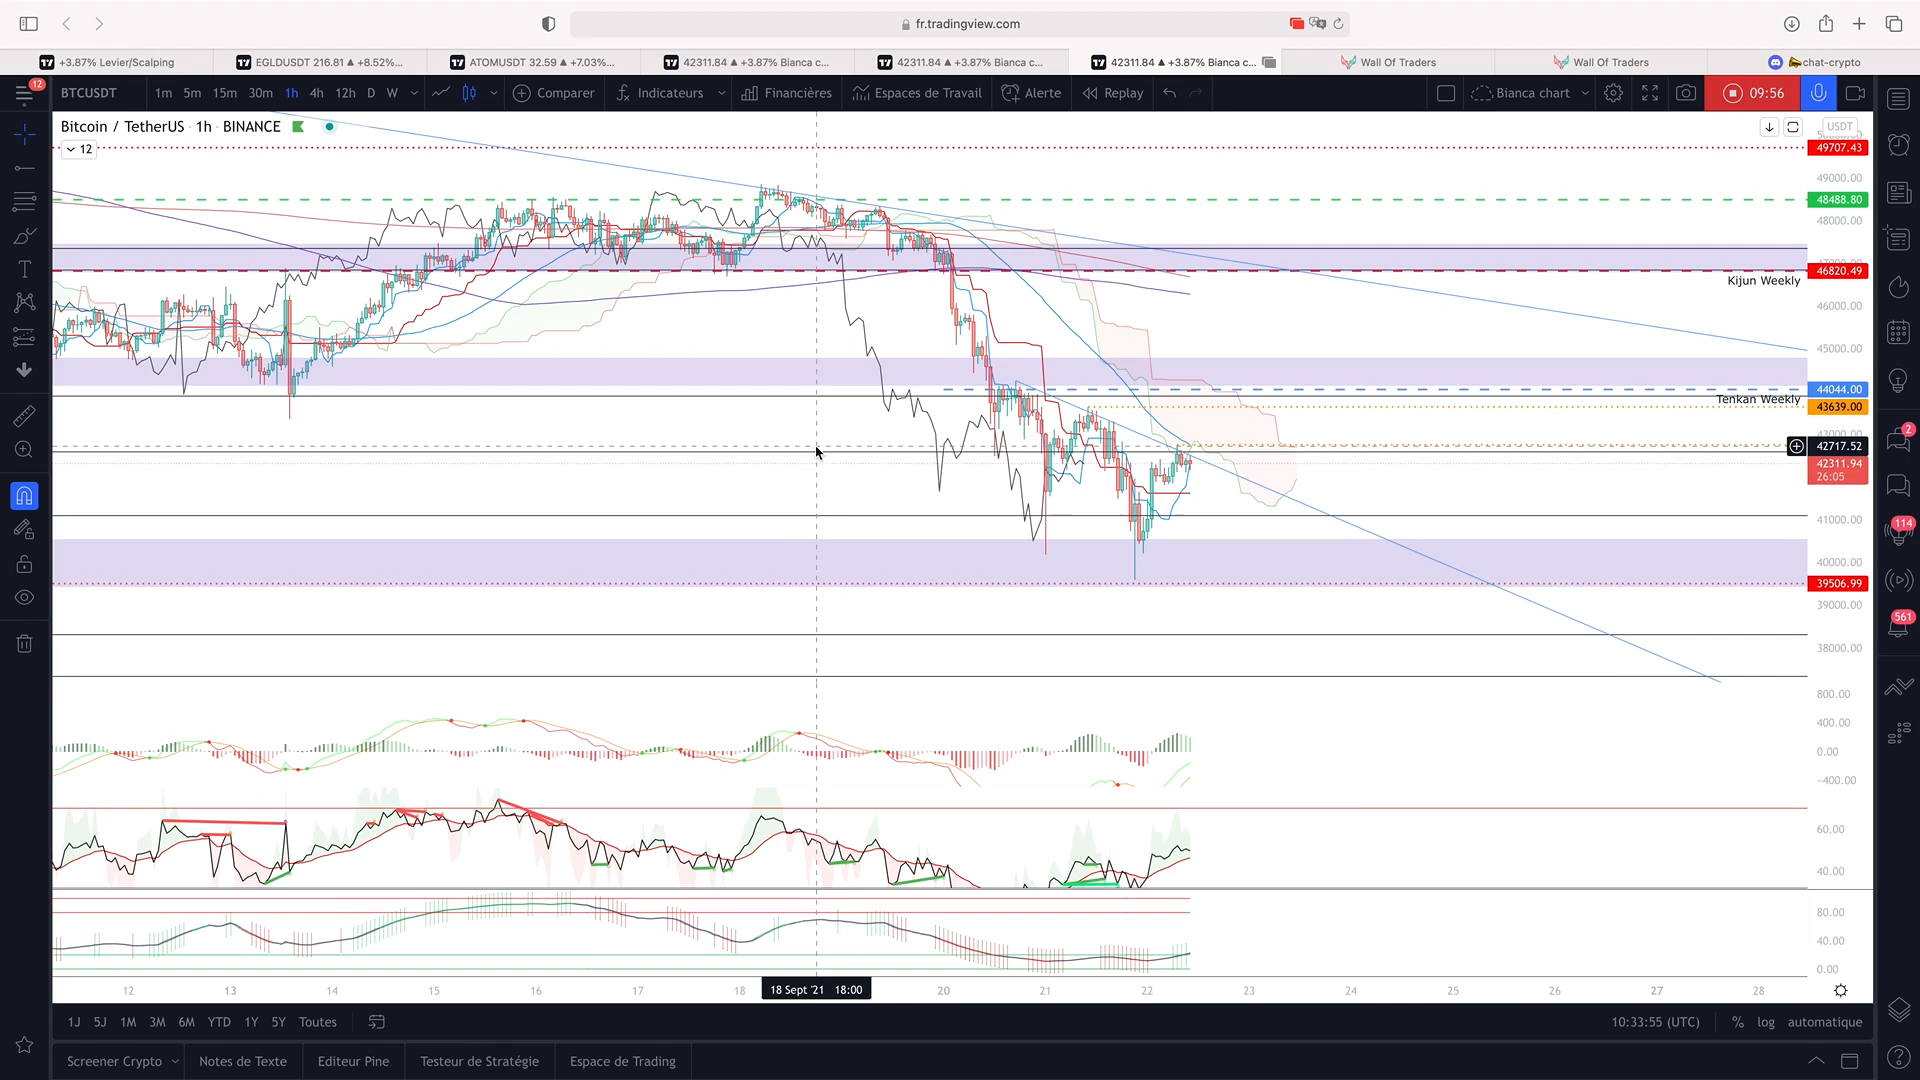 fr.tradingview.com
+3.87% Levier/Scalping
EGLDUSDT 216.81 ▲ +8.52%...
ATOMUSDT 32.59 ▲ +7.03%...
42311.84 ▲ +3.87% Bianca c...
42311.84 ▲ +3.87% Bianca c...
42311.84 ▲ +3.87% Bianca c...
Wall Of Traders
Wall Of Traders
chat-crypto
12
BTCUSDT
1m 5m 15m 30m 1h 4h 12h D W
Comparer
Indicateurs
Financières
Espaces de Travail
Alerte
Replay
Bianca chart
09:56
Bitcoin / TetherUS 1h BINANCE
12
USDT
49707.43
49000.00
48488.80
48000.00
46820.49
Kijun Weekly
46000.00
45000.00
44044.00
Tenkan Weekly
43639.00
42717.52
42311.94
26:05
41000.00
40000.00
39506.99
39000.00
38000.00
800.00
400.00
0.00
−400.00
60.00
40.00
80.00
40.00
0.00
12 13 14 15 16 17 18 18 Sept '21 18:00 20 21 22 23 24 25 26 27 28
1J 5J 1M 3M 6M YTD 1Y 5Y Toutes
10:33:55 (UTC)
% log automatique
Screener Crypto
Notes de Texte
Editeur Pine
Testeur de Stratégie
Espace de Trading
2
114
561